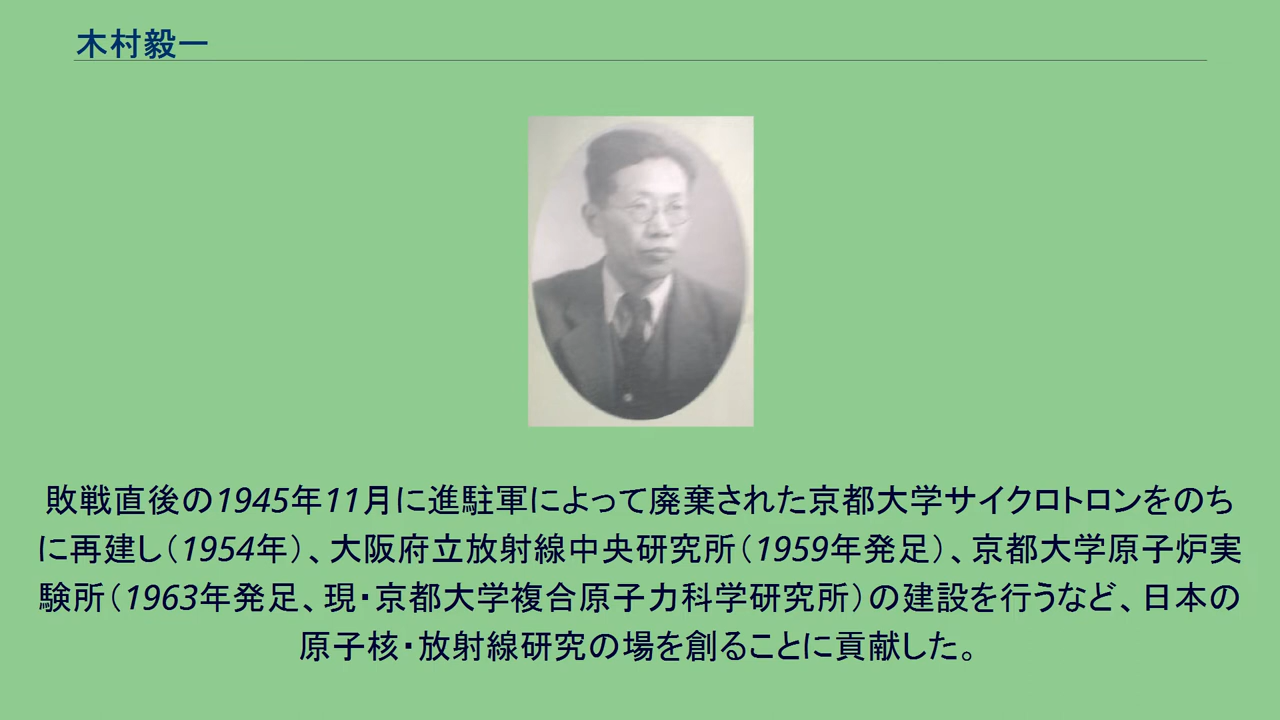 木村毅一
敗戦直後の1945年11月に進駐軍によって廃棄された京都大学サイクロトロンをのち
に再建し（1954年）、大阪府立放射線中央研究所（1959年発足）、京都大学原子炉実
験所（1963年発足、現・京都大学複合原子力科学研究所）の建設を行うなど、日本の
原子核・放射線研究の場を創ることに貢献した。